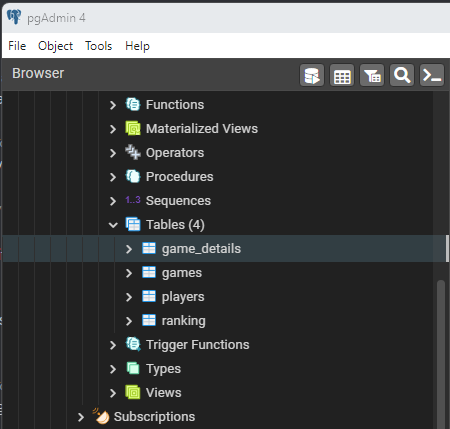 pgAdmin 4
File Object Tools Help
Browser
Functions
Materialized Views
Operators
Procedures
1..3 Sequences
Tables (4)
game_details
games
players
ranking
Trigger Functions
Types
Views
Subscriptions